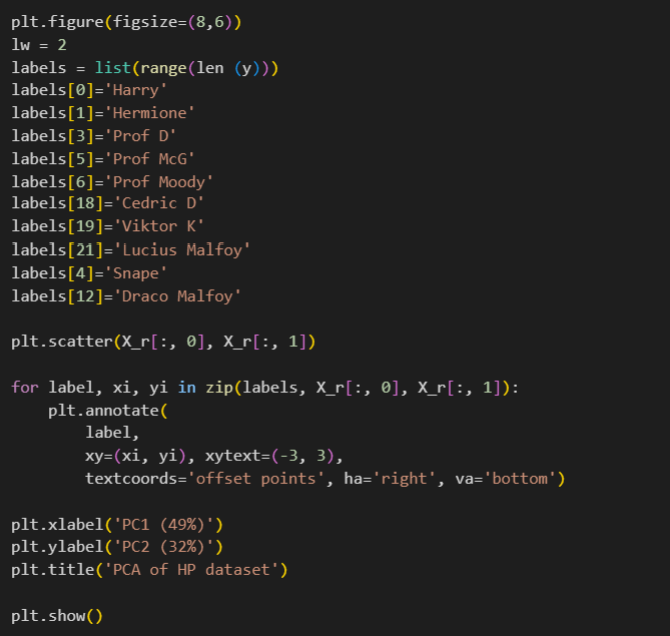 plt.figure(figsize=(8,6))
lw = 2
labels = list(range(len (y)))
labels[0]='Harry'
labels[1]='Hermione'
labels[3]='Prof D'
labels[5]='Prof McG'
labels[6]='Prof Moody'
labels[18]='Cedric D'
labels[19]='Viktor K'
labels[21]='Lucius Malfoy'
labels[4]='Snape'
labels[12]='Draco Malfoy'

plt.scatter(X_r[:, 0], X_r[:, 1])

for label, xi, yi in zip(labels, X_r[:, 0], X_r[:, 1]):
    plt.annotate(
        label,
        xy=(xi, yi), xytext=(-3, 3),
        textcoords='offset points', ha='right', va='bottom')

plt.xlabel('PC1 (49%)')
plt.ylabel('PC2 (32%)')
plt.title('PCA of HP dataset')

plt.show()